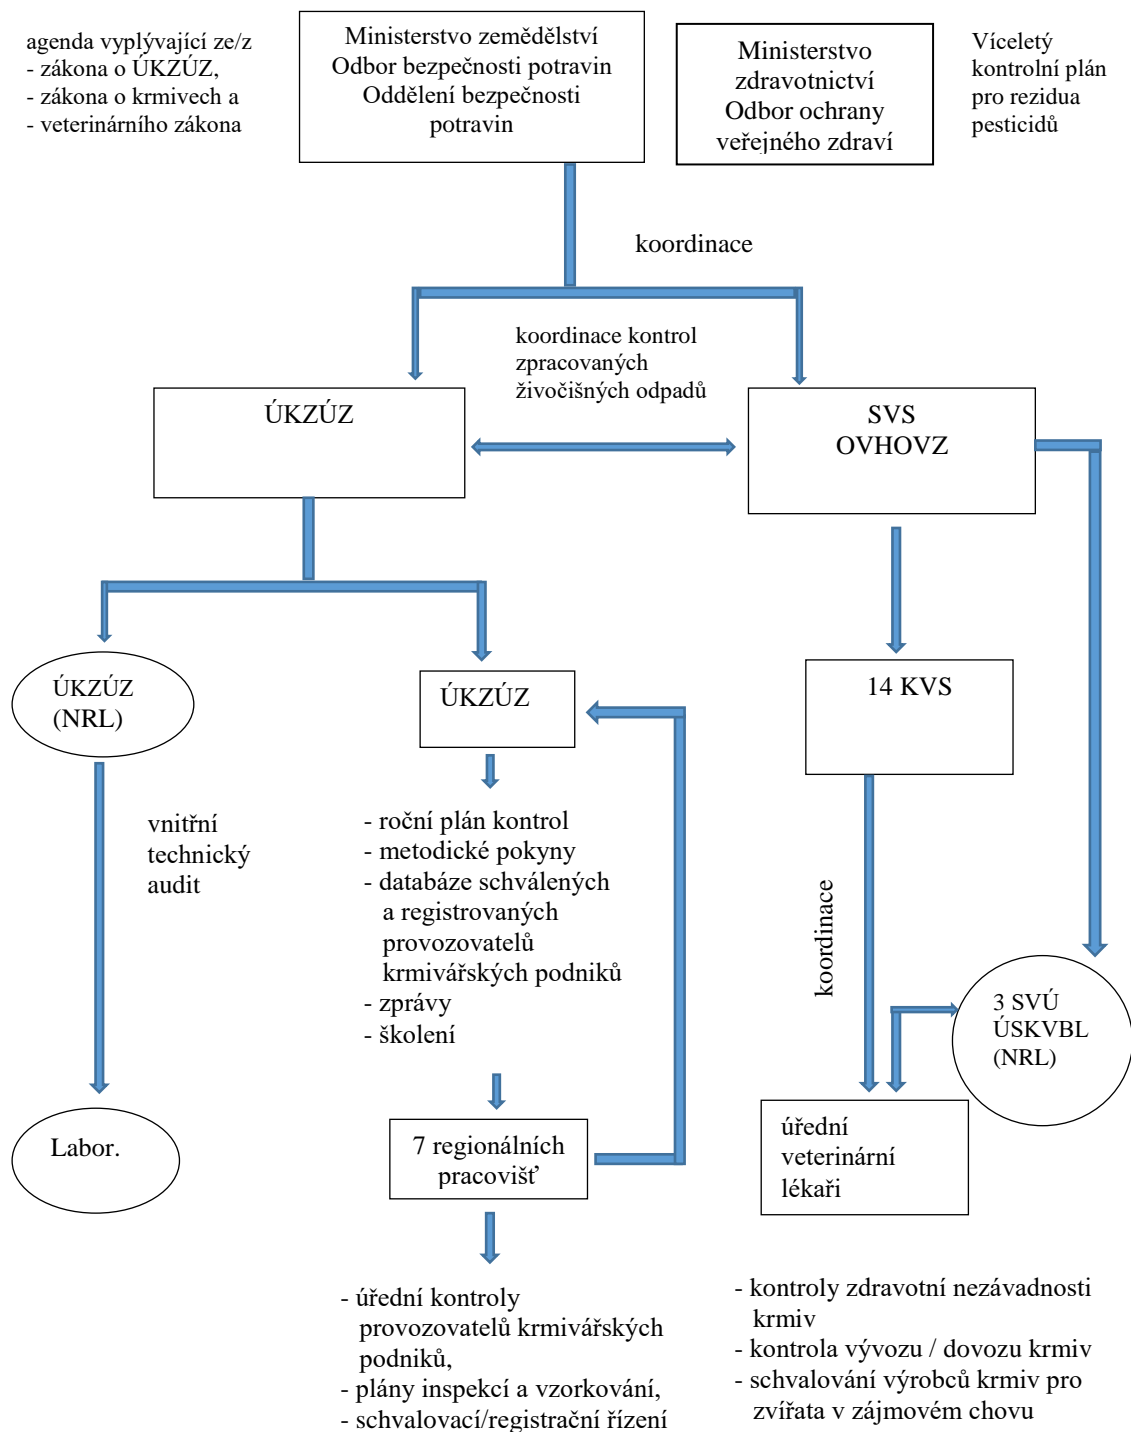 agenda vyplývající ze/z
- zákona o ÚKZÚZ,
- zákona o krmivech a
- veterinárního zákona
Ministerstvo zemědělství
Odbor bezpečnosti potravin
Oddělení bezpečnosti
potravin
Ministerstvo
zdravotnictví
Odbor ochrany
veřejného zdraví
Víceletý
kontrolní plán
pro rezidua
pesticidů
koordinace
koordinace kontrol
zpracovaných
živočišných odpadů
ÚKZÚZ
SVS
OVHOVZ
ÚKZÚZ
(NRL)
ÚKZÚZ
14 KVS
vnitřní
technický
audit
- roční plán kontrol
- metodické pokyny
- databáze schválených
a registrovaných
provozovatelů
krmivářských podniků
- zprávy
- školení
koordinace
3 SVÚ
ÚSKVBL
(NRL)
Labor.
7 regionálních
pracovišť
úřední
veterinární
lékaři
- úřední kontroly
provozovatelů krmivářských
podniků,
- plány inspekcí a vzorkování,
- schvalovací/registrační řízení
- kontroly zdravotní nezávadnosti
krmiv
- kontrola vývozu / dovozu krmiv
- schvalování výrobců krmiv pro
zvířata v zájmovém chovu